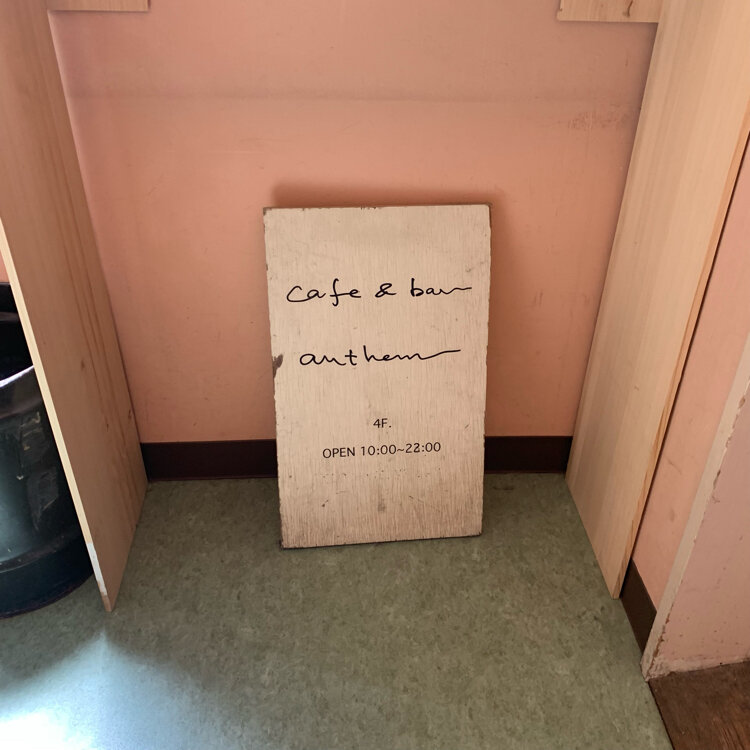 cafe & bar
anthem
4F.
OPEN 10:00~22:00